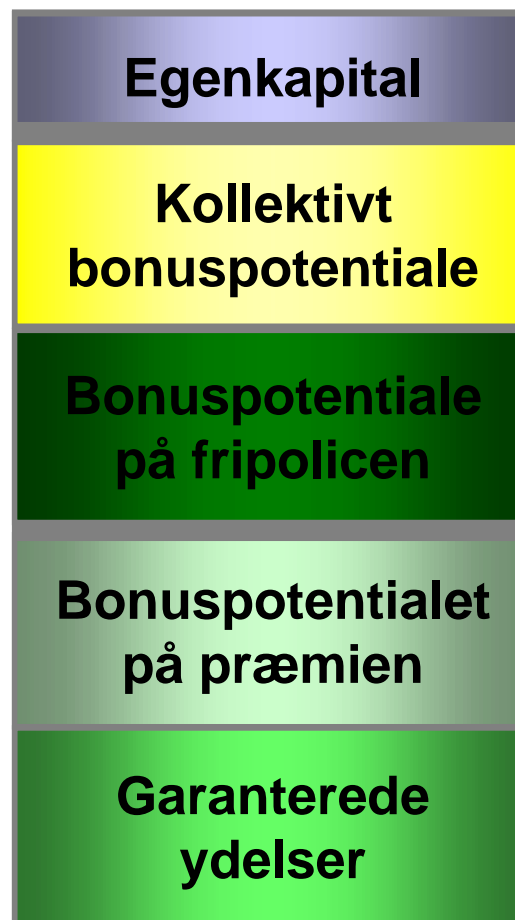 Egenkapital
Kollektivt
bonuspotentiale
Bonuspotentiale
på fripolicen
Bonuspotentialet
på præmien
Garanterede
ydelser